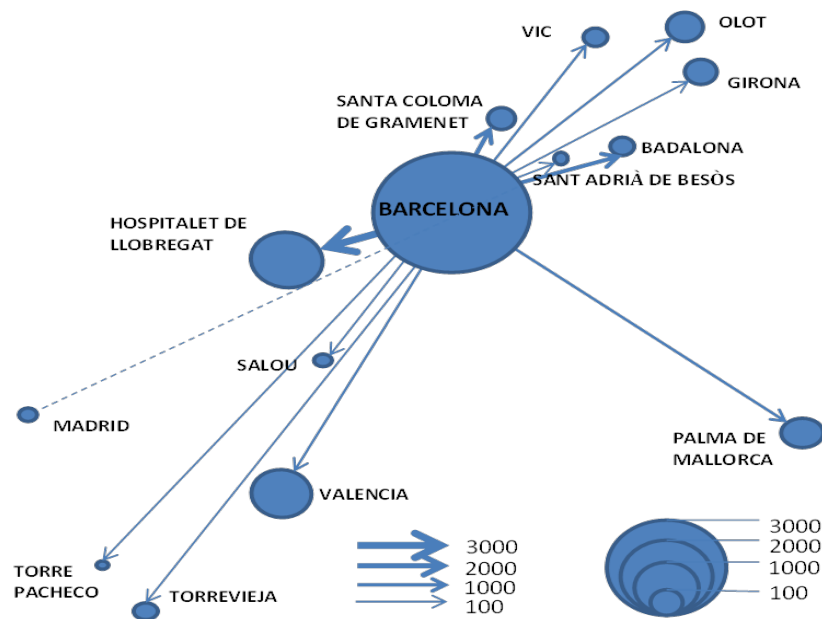 VIC
OLOT
GIRONA
SANTA COLOMA
DE GRAMENET
BADALONA
SANT ADRIÀ DE BESÒS
BARCELONA
HOSPITALET DE
LLOBREGAT
SALOU
MADRID
PALMA DE
MALLORCA
VALENCIA
TORRE
PACHECO
TORREVIEJA
3000
2000
1000
100
3000
2000
1000
100